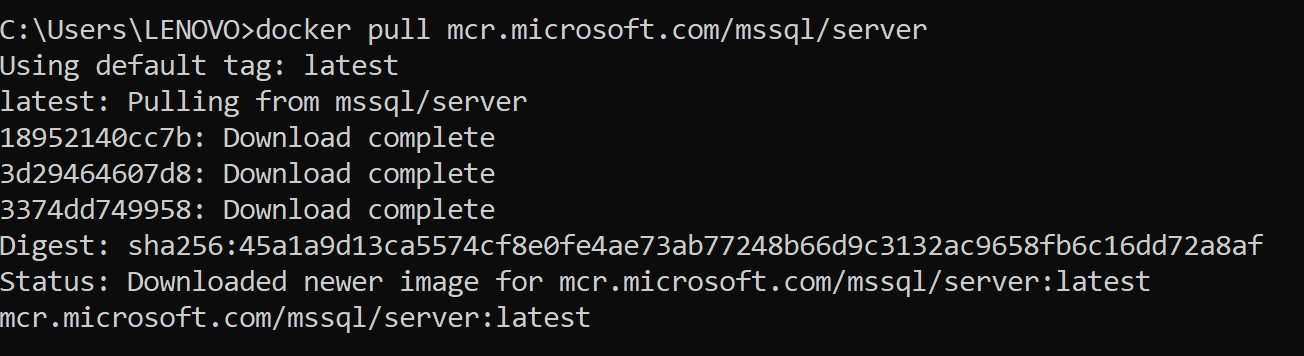 C:\Users\LENOVO>docker pull mcr.microsoft.com/mssql/server
Using default tag: latest
latest: Pulling from mssql/server
18952140cc7b: Download complete
3d29464607d8: Download complete
3374dd749958: Download complete
Digest: sha256:45a1a9d13ca5574cf8e0fe4ae73ab77248b66d9c3132ac9658fb6c16dd72a8af
Status: Downloaded newer image for mcr.microsoft.com/mssql/server:latest
mcr.microsoft.com/mssql/server:latest